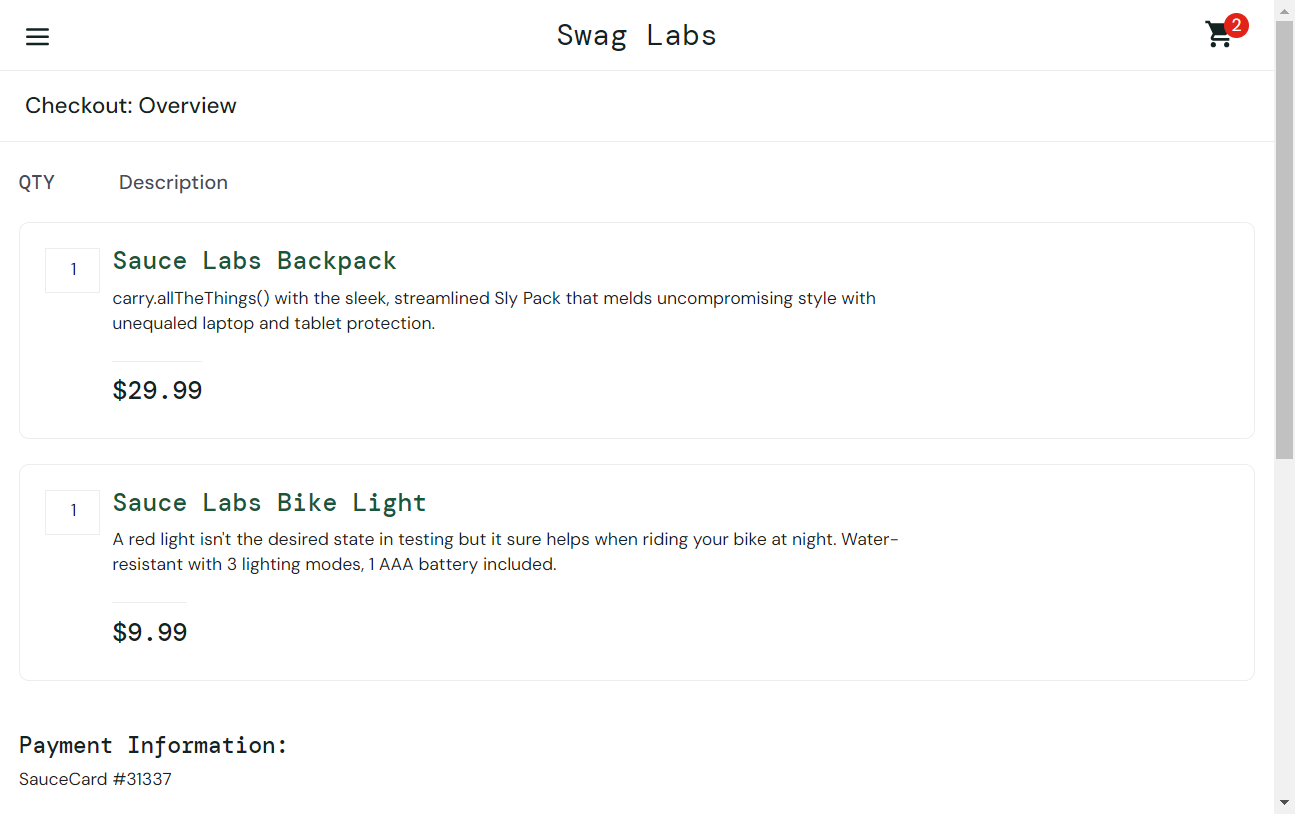 Swag Labs
2
Checkout: Overview
QTY Description
1
Sauce Labs Backpack
carry.allTheThings() with the sleek, streamlined Sly Pack that melds uncompromising style with
unequaled laptop and tablet protection.
$29.99
1
Sauce Labs Bike Light
A red light isn't the desired state in testing but it sure helps when riding your bike at night. Water-
resistant with 3 lighting modes, 1 AAA battery included.
$9.99
Payment Information:
SauceCard #31337